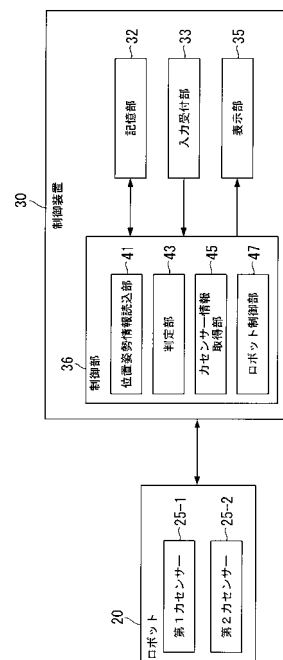 30
制御装置
36
制御部
41
位置姿勢情報読込部
43
判定部
45
力センサー情報
取得部
47
ロボット制御部
32
記憶部
33
入力受付部
35
表示部
20
ロボット
25-1
第1力センサー
25-2
第2力センサー